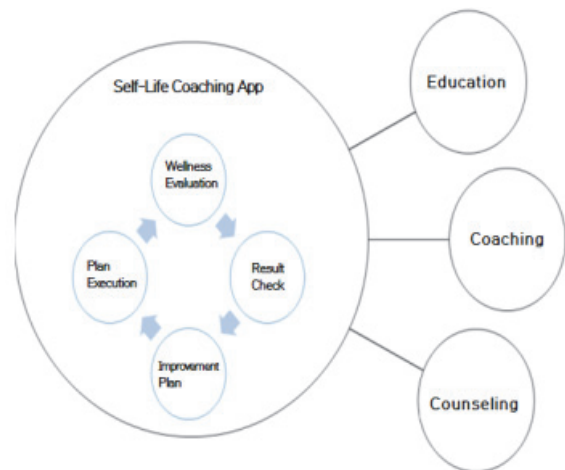 Self-Life Coaching App
Wellness
Evaluation
Plan
Execution
Result
Check
Improvement
Plan
Education
Coaching
Counseling